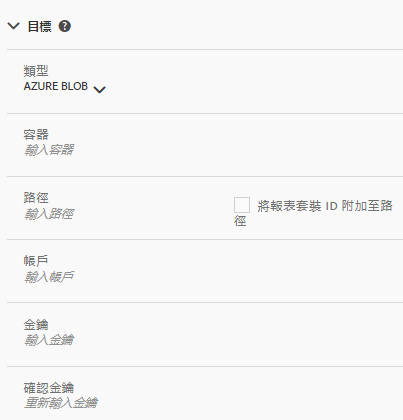 目標
類型
AZURE BLOB
容器
輸入容器
路徑
輸入路徑
將報表套裝 ID 附加至路
徑
帳戶
輸入帳戶
金鑰
輸入金鑰
確認金鑰
重新輸入金鑰